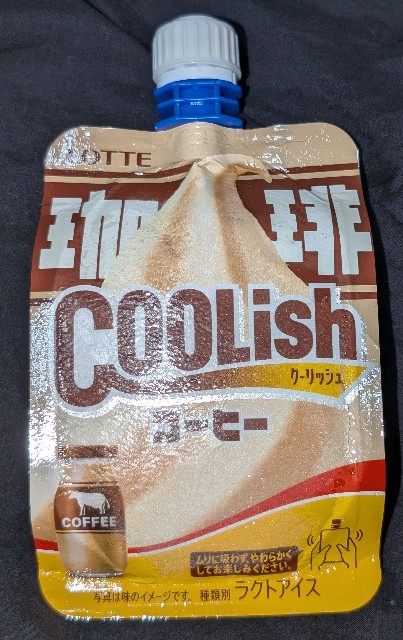 LOTTE
珈琲
COOLish
クーリッシュ
コーヒー
COFFEE
ムリに吸わず、やわらかく
してお楽しみください。
写真は味のイメージです。 種類別 ラクトアイス